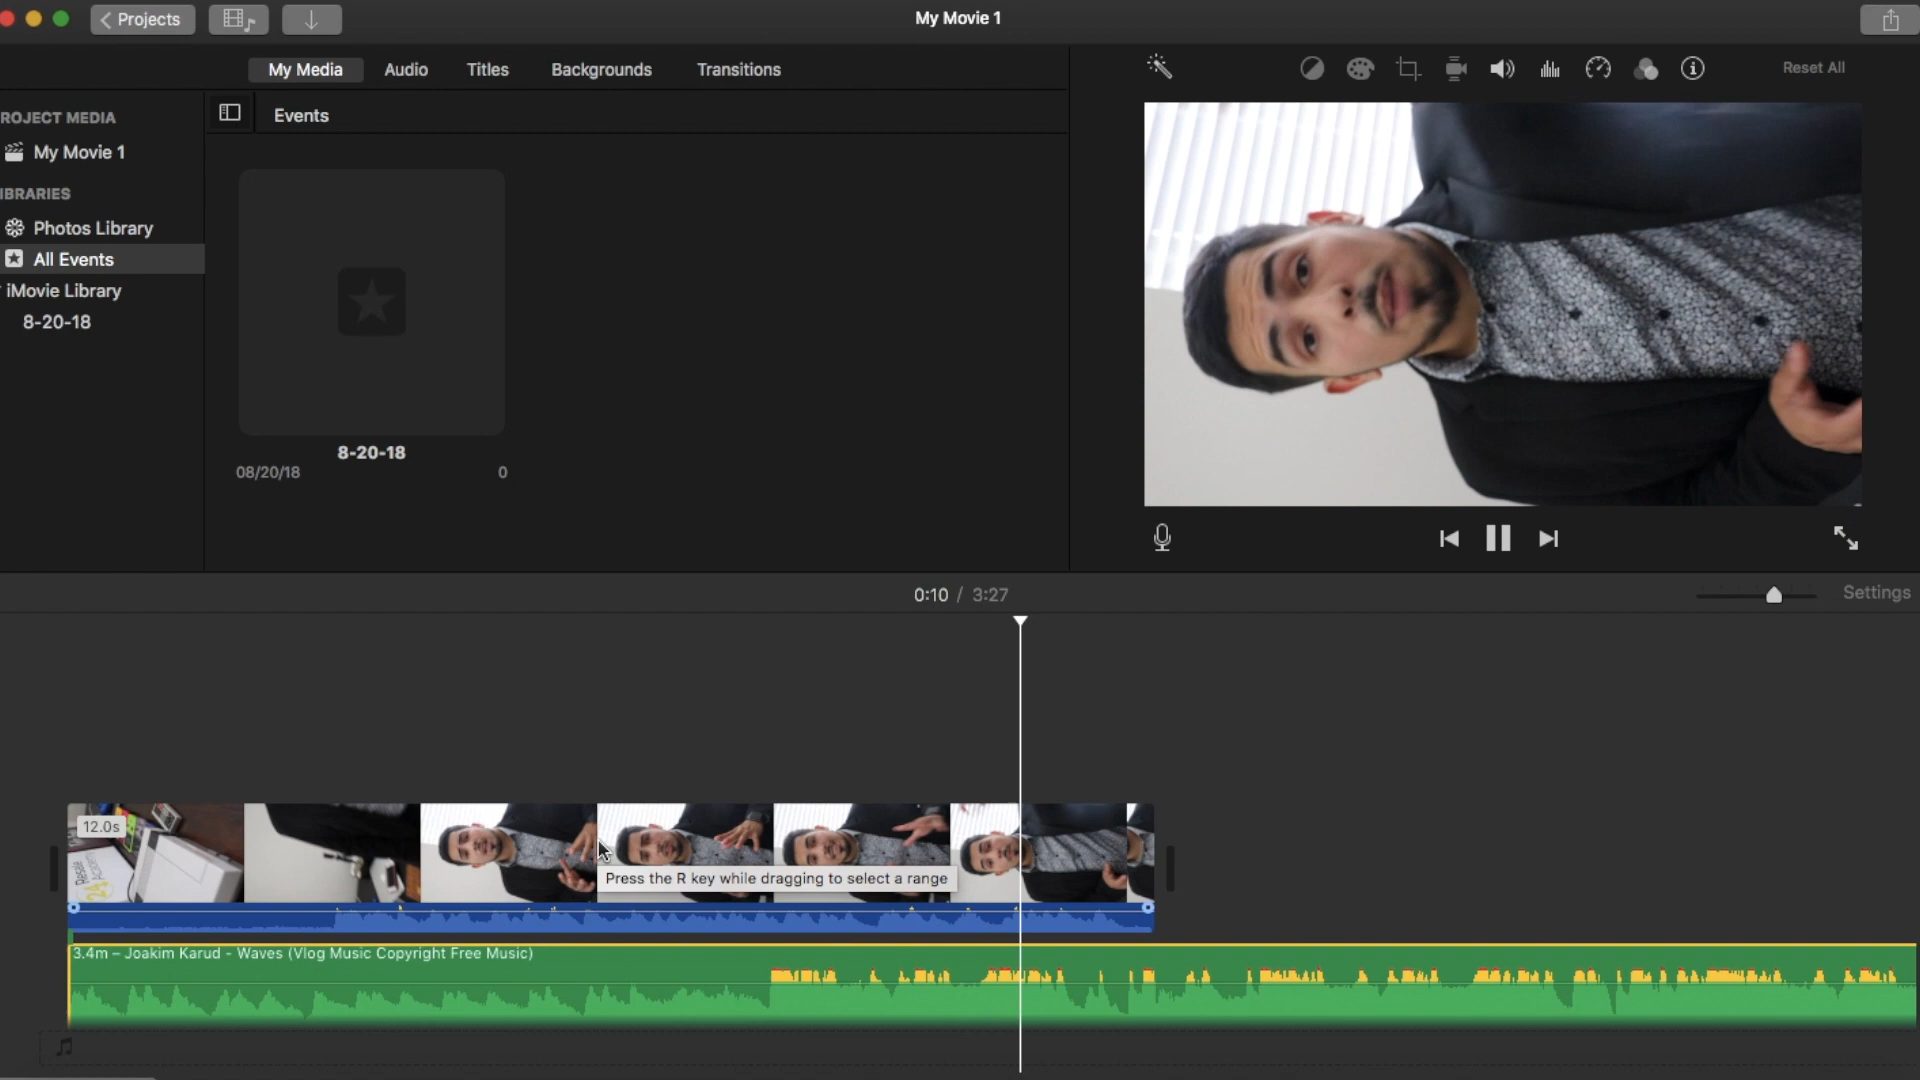 Projects
My Movie 1
My Media
Audio
Titles
Backgrounds
Transitions
Reset All
ROJECT MEDIA
My Movie 1
IBRARIES
Photos Library
All Events
iMovie Library
8-20-18
Events
8-20-18
08/20/18
0
0:10 / 3:27
Settings
12.0s
Press the R key while dragging to select a range
3.4m – Joakim Karud - Waves (Vlog Music Copyright Free Music)